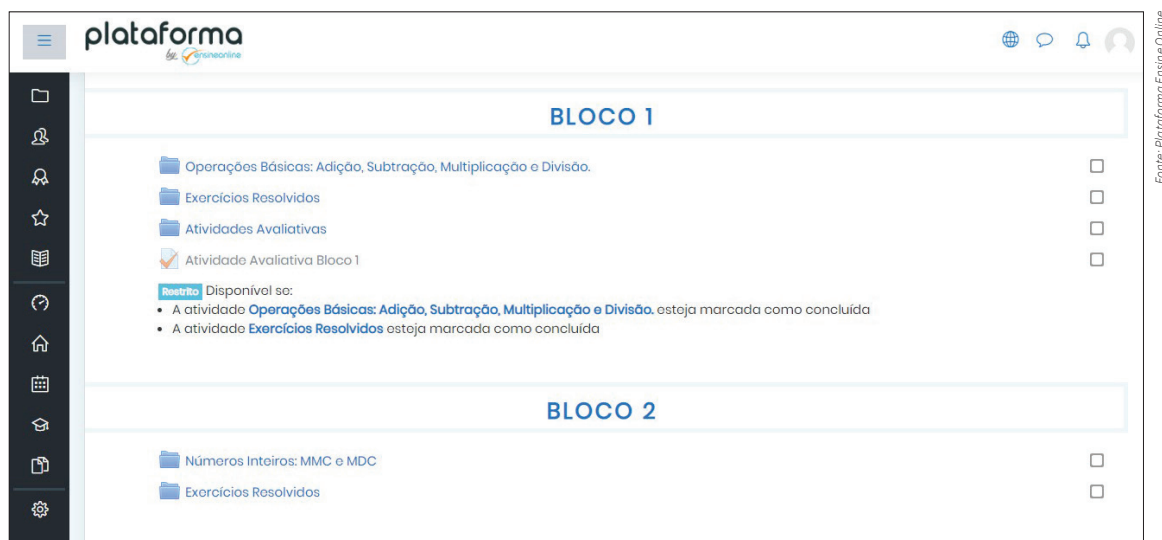 plataforma
by ensineonline
BLOCO 1
Operações Básicas: Adição, Subtração, Multiplicação e Divisão.
Exercícios Resolvidos
Atividades Avaliativas
Atividade Avaliativa Bloco 1
Restrito Disponível se:
• A atividade Operações Básicas: Adição, Subtração, Multiplicação e Divisão. esteja marcada como concluída
• A atividade Exercícios Resolvidos esteja marcada como concluída
BLOCO 2
Números Inteiros: MMC e MDC
Exercícios Resolvidos
Fonte: Plataforma Ensine Online